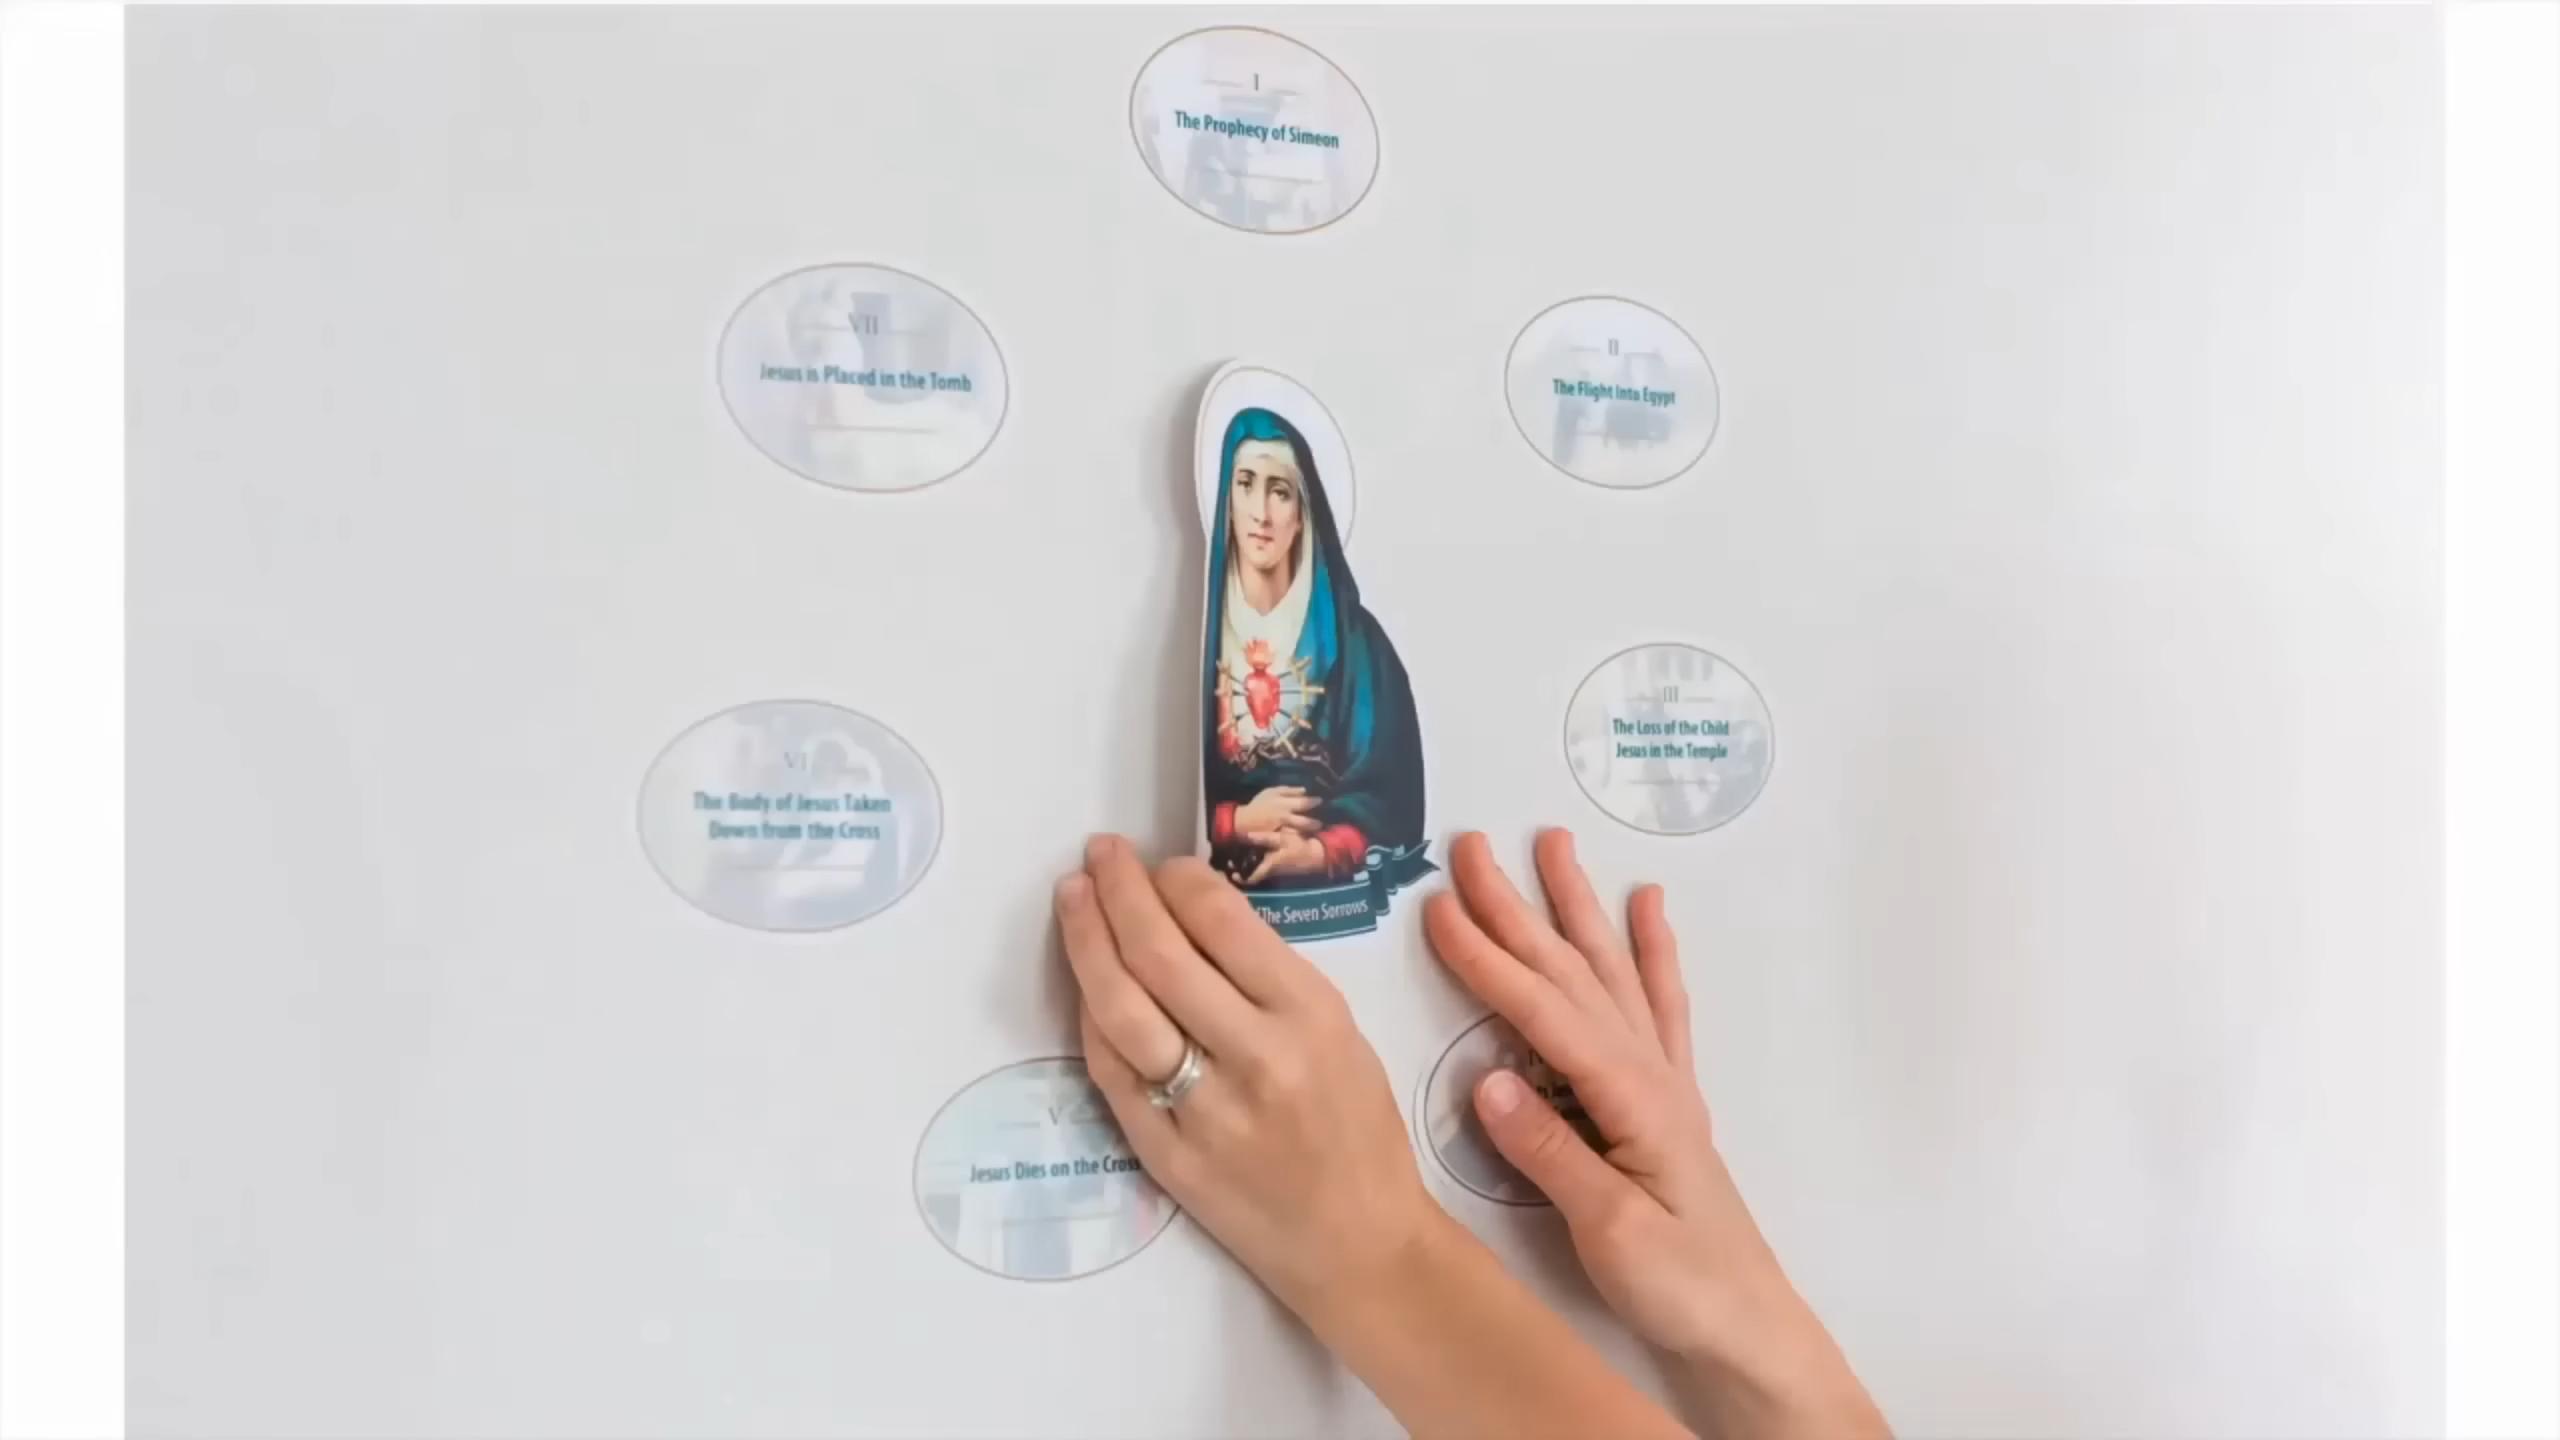 I
The Prophecy of Simeon
II
The Flight Into Egypt
III
The Loss of the Child
Jesus in the Temple
V
Jesus Dies on the Cross
VI
The Body of Jesus Taken
Down from the Cross
VII
Jesus is Placed in the Tomb
The Seven Sorrows